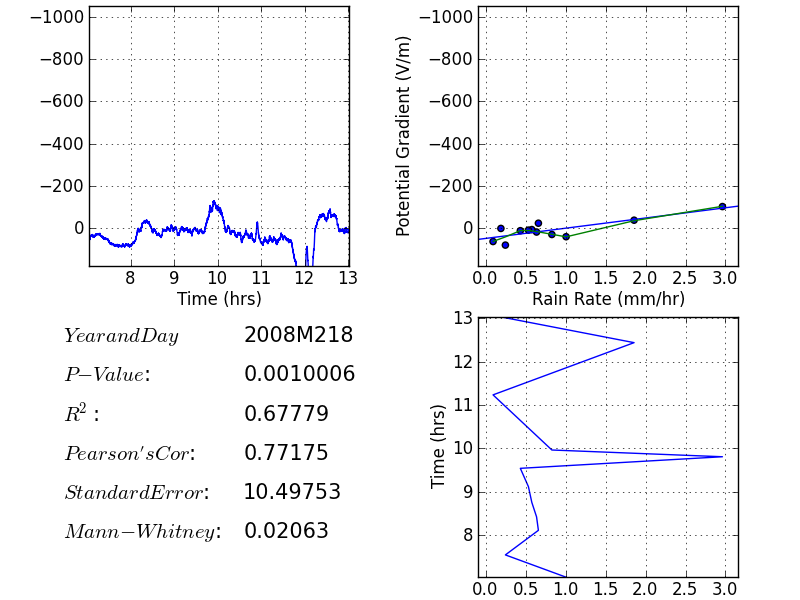 −1000
−800
−600
−400
−200
0
8 9 10 11 12 13
Time (hrs)
Potential Gradient (V/m)
−1000
−800
−600
−400
−200
0
0.0 0.5 1.0 1.5 2.0 2.5 3.0
Rain Rate (mm/hr)
YearandDay 2008M218
P−Value: 0.0010006
R²: 0.67779
Pearson'sCor: 0.77175
StandardError: 10.49753
Mann−Whitney: 0.02063
Time (hrs)
13
12
11
10
9
8
0.0 0.5 1.0 1.5 2.0 2.5 3.0